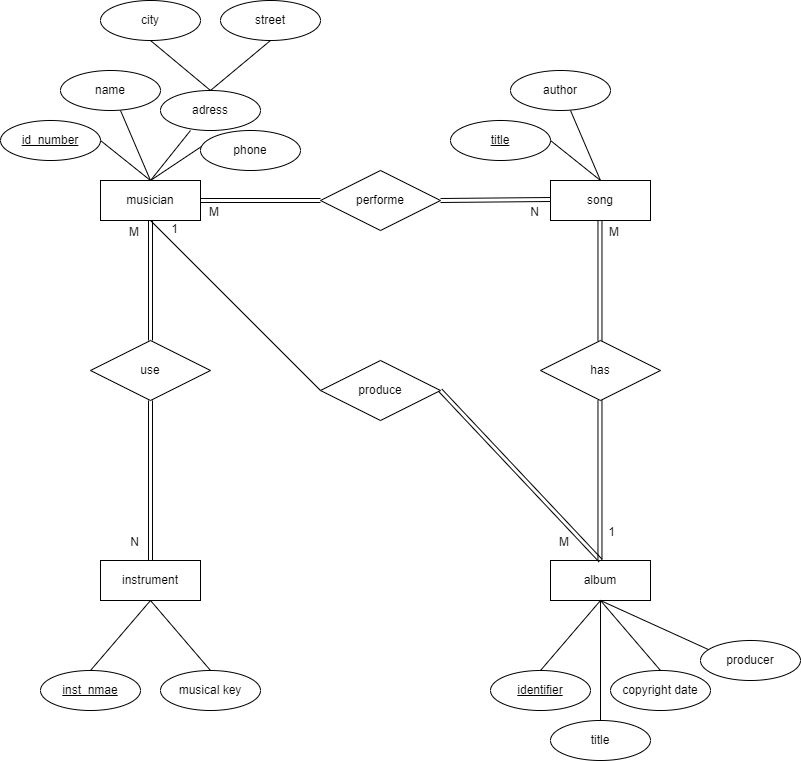 city
street
name
adress
author
id_number
phone
title
musician
performe
song
M
N
M
1
M
use
produce
has
N
M
1
instrument
album
producer
inst_nmae
musical key
identifier
copyright date
title